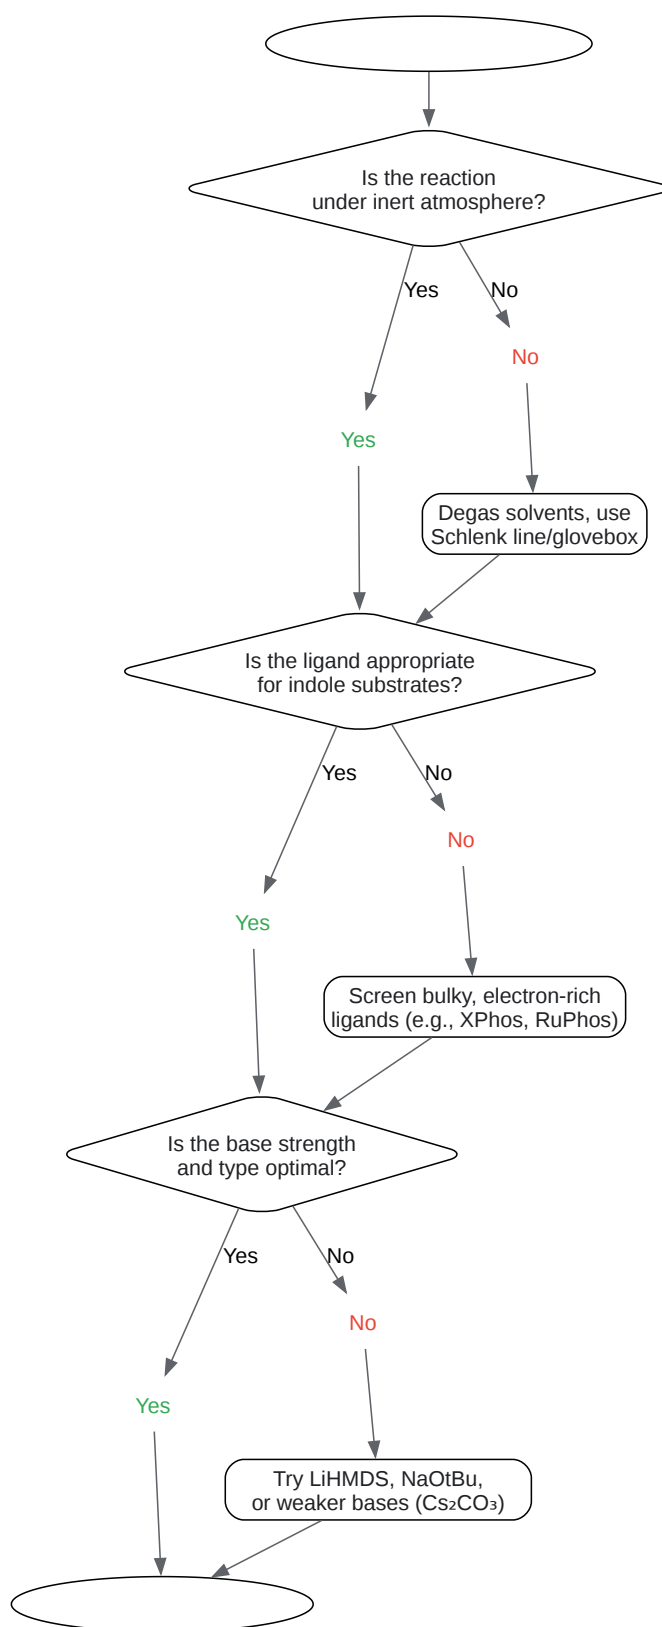 Is the reaction
under inert atmosphere?
Yes
No
No
Yes
Degas solvents, use
Schlenk line/glovebox
Is the ligand appropriate
for indole substrates?
Yes
No
No
Yes
Screen bulky, electron-rich
ligands (e.g., XPhos, RuPhos)
Is the base strength
and type optimal?
Yes
No
No
Yes
Try LiHMDS, NaOtBu,
or weaker bases (Cs₂CO₃)